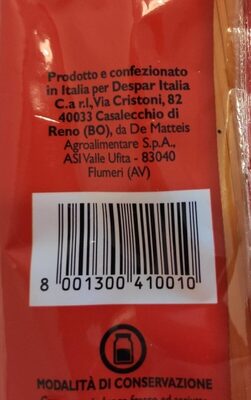 Prodotto e confezionato
in Italia per Despar Italia
C.a r.l, Via Cristoni, 82
40033 Casalecchio di
Reno (BO), da De Matteis
Agroalimentare S.p.A.,
ASI Valle Ufita - 83040
Flumeri (AV)
8 001300 410010
MODALITÀ DI CONSERVAZIONE